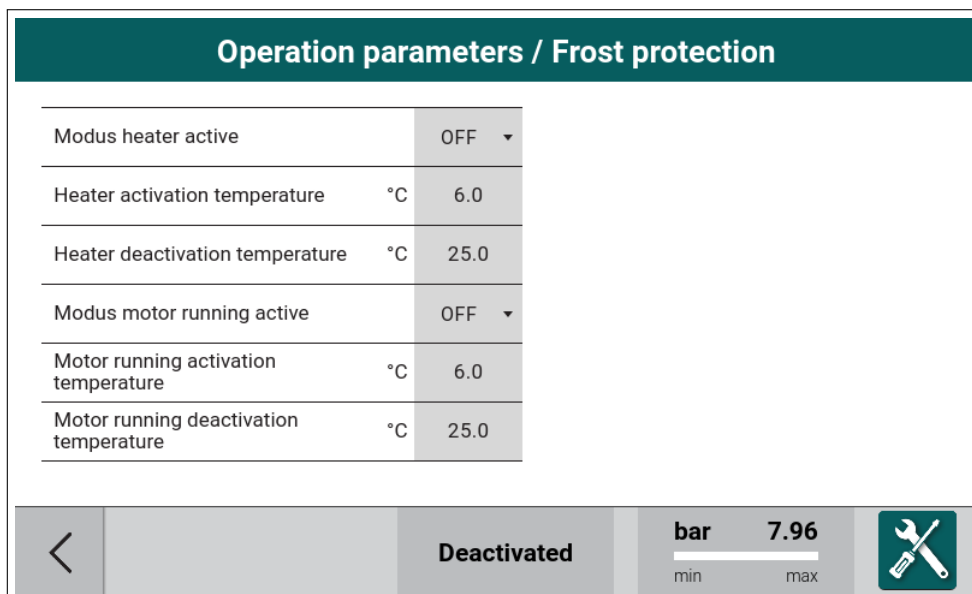 Operation parameters / Frost protection
Modus heater active OFF
Heater activation temperature °C 6.0
Heater deactivation temperature °C 25.0
Modus motor running active OFF
Motor running activation
temperature °C 6.0
Motor running deactivation
temperature °C 25.0
Deactivated
bar 7.96
min max